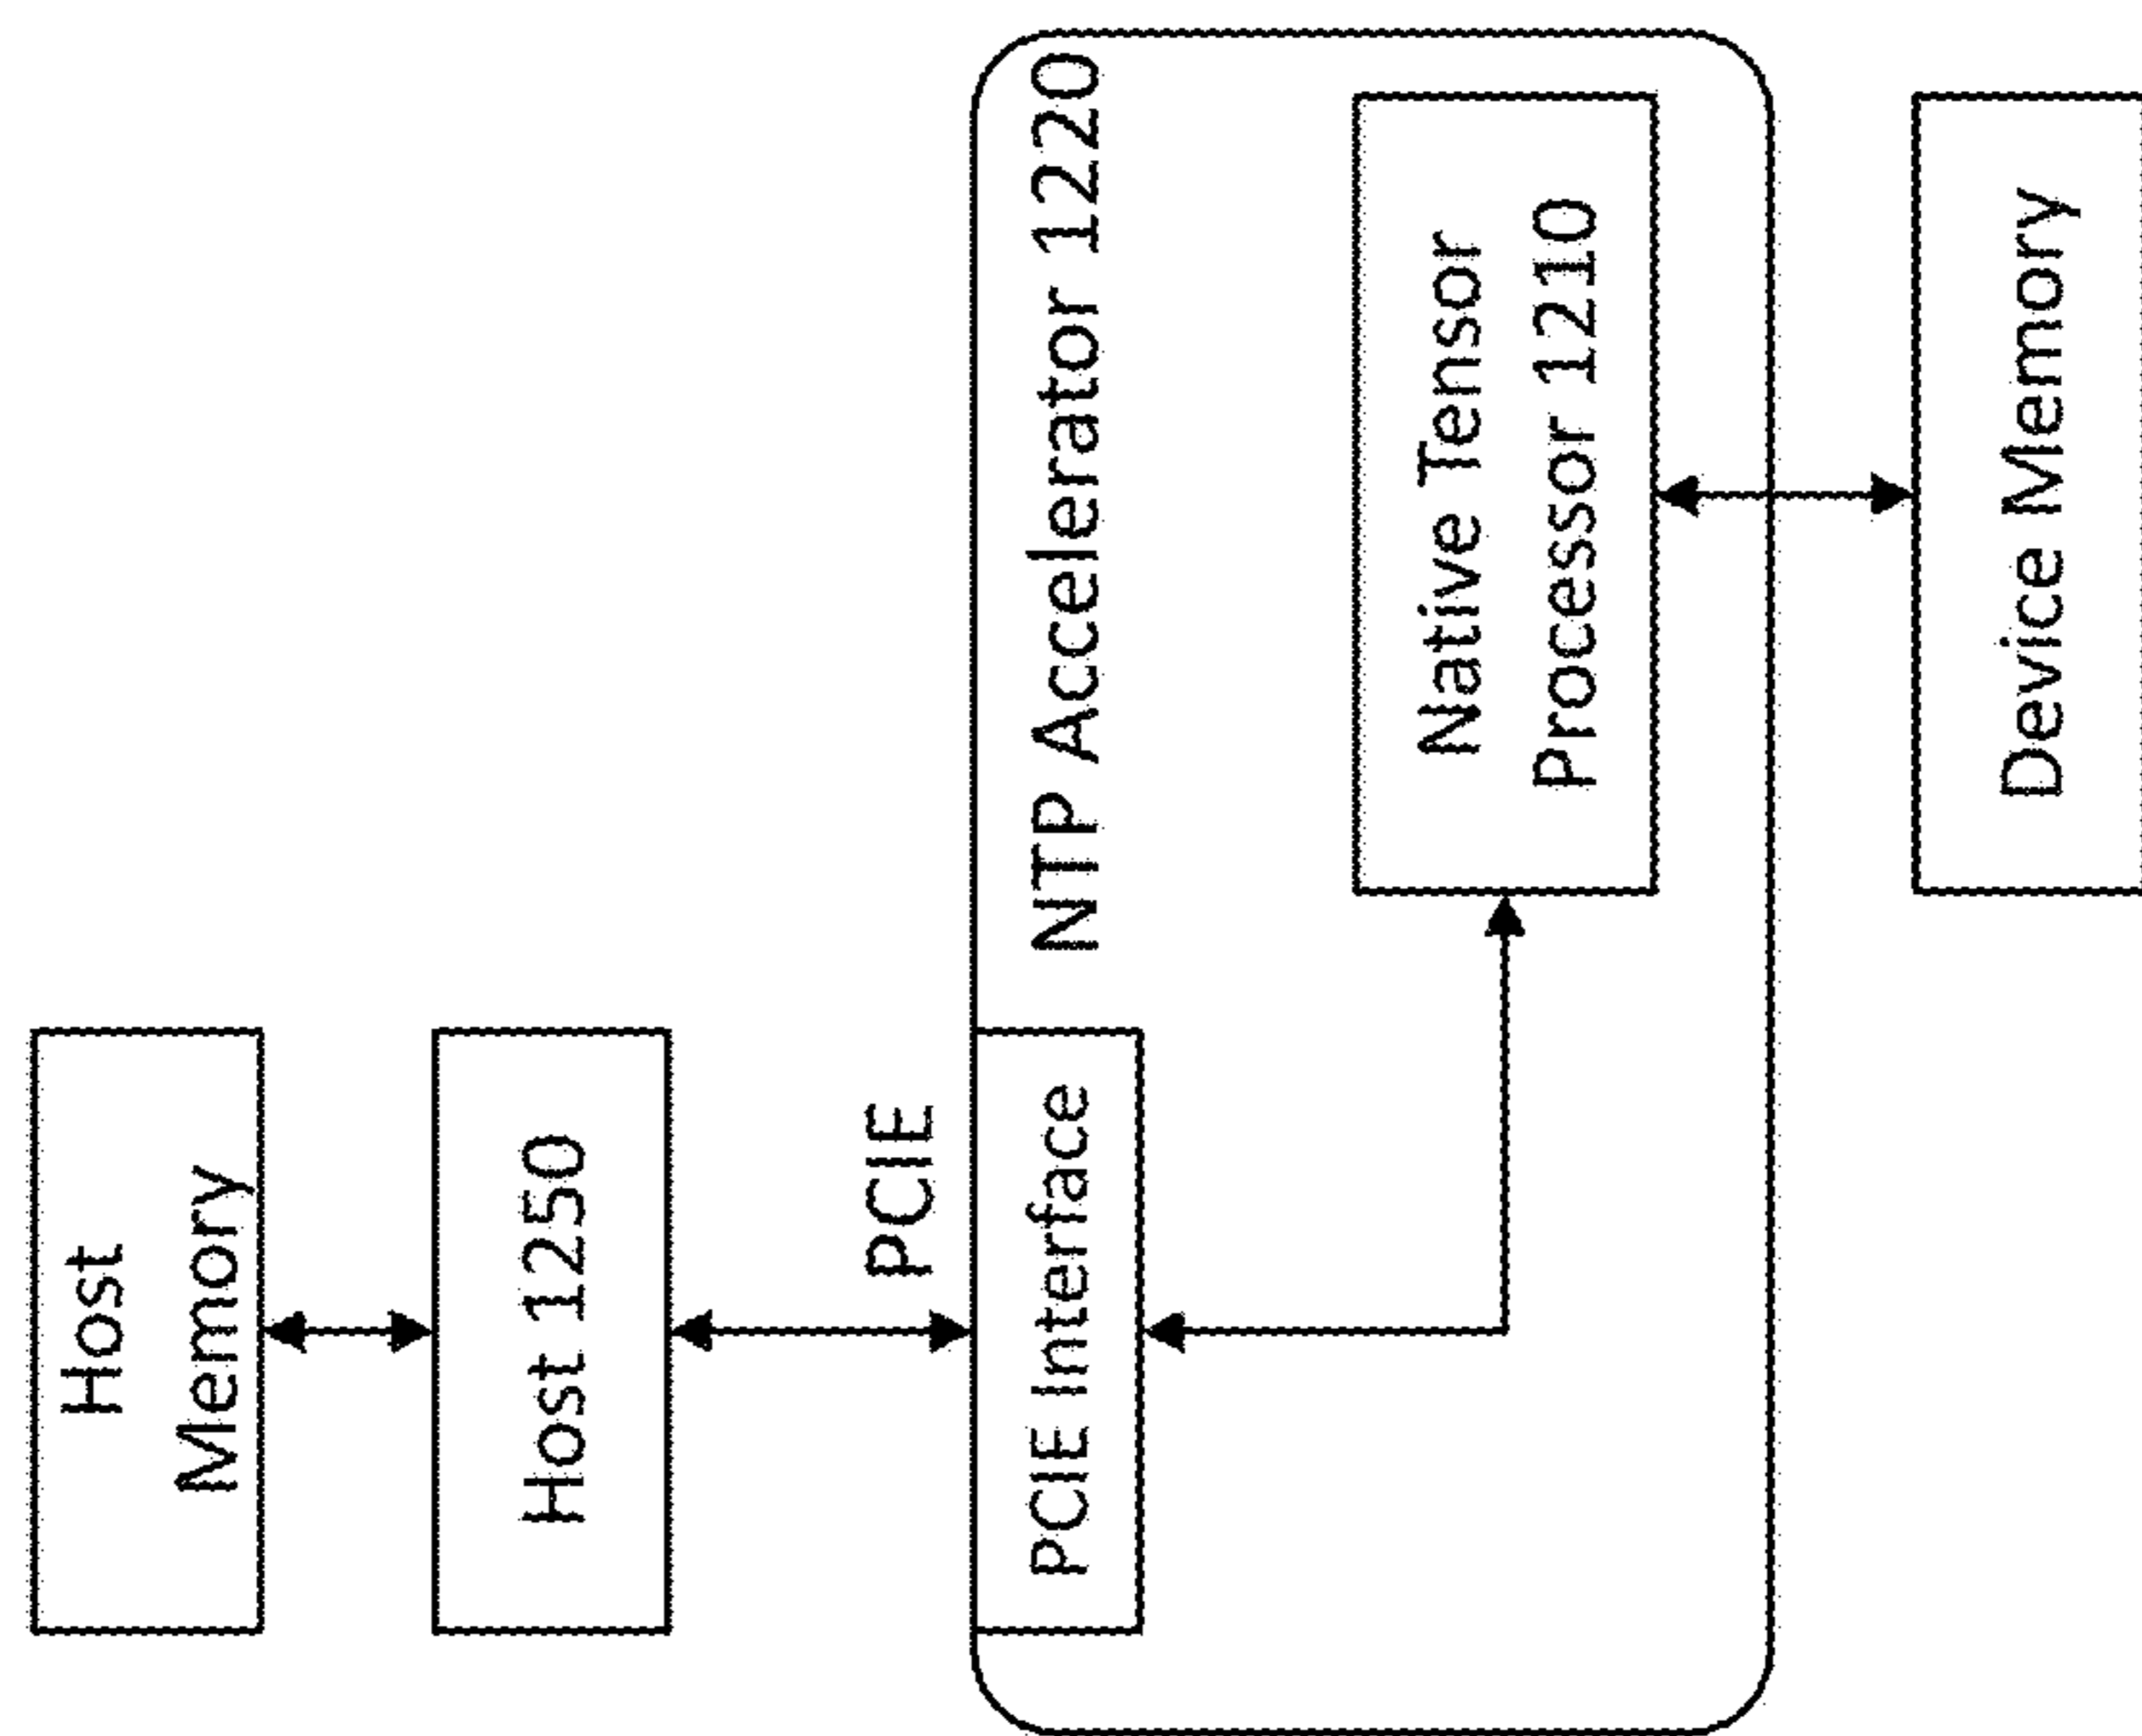 Host
Memory
Host 1250
PCIE
PCIE Interface
NTP Accelerator 1220
Native Tensor
Processor 1210
Device Memory